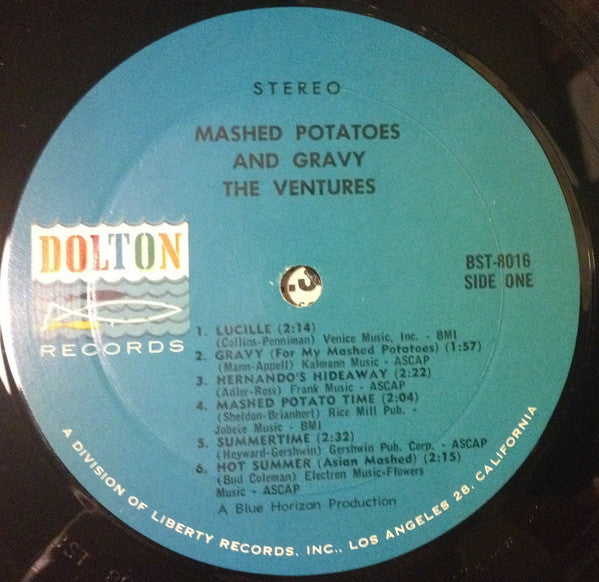 STEREO
MASHED POTATOES
AND GRAVY
THE VENTURES
DOLTON
RECORDS
BST-8016
SIDE ONE
1. LUCILLE (2:14)
(Collins-Penniman) Venice Music, Inc. - BMI
2. GRAVY (For My Mashed Potatoes) (1:57)
(Mann-Appell) Kalmann Music - ASCAP
3. HERNANDO'S HIDEAWAY (2:22)
(Adler-Ross) Frank Music - ASCAP
4. MASHED POTATO TIME (2:04)
(Sheldon-Brianhert) Rice Mill Pub. -
Jobete Music - BMI
5. SUMMERTIME (2:32)
(Heyward-Gershwin) Gershwin Pub. Corp. - ASCAP
6. HOT SUMMER (Asian Mashed) (2:15)
(Bud Coleman) Electron Music-Flowers
Music - ASCAP
A Blue Horizon Production
A DIVISION OF LIBERTY RECORDS, INC., LOS ANGELES 28, CALIFORNIA